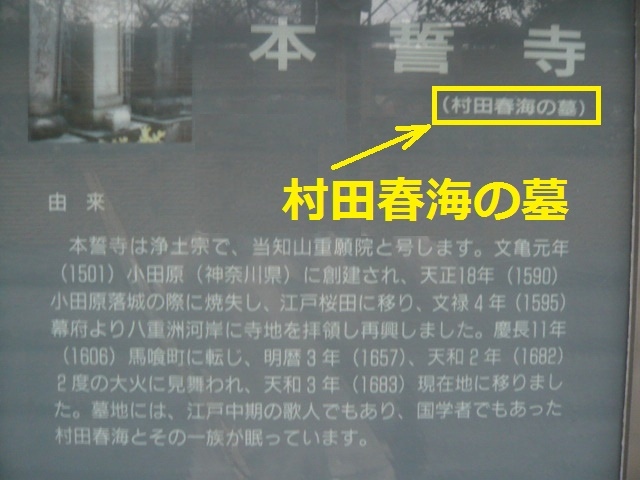 本誓寺
(村田春海の墓)
村田春海の墓
由来
本誓寺は浄土宗で、当知山重願院と号します。文亀元年
(1501) 小田原(神奈川県)に創建され、天正18年(1590)
小田原落城の際に焼失し、江戸桜田に移り、文禄4年(1595)
幕府より八重洲河岸に寺地を拝領し再興しました。慶長11年
(1606) 馬喰町に転じ、明暦3年(1657)、天和2年(1682)
2度の大火に見舞われ、天和3年(1683)現在地に移りまし
た。墓地には、江戸中期の歌人でもあり、国学者でもあった
村田春海とその一族が眠っています。